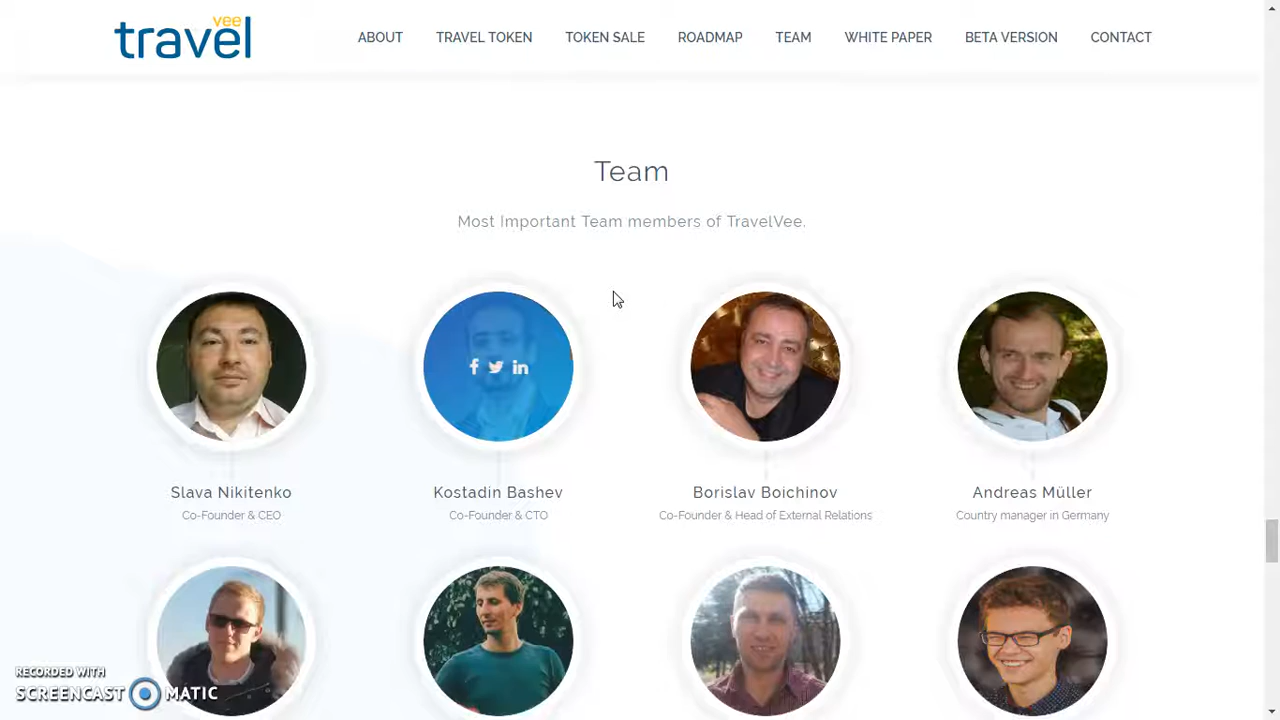 travel vee
ABOUT TRAVEL TOKEN TOKEN SALE ROADMAP TEAM WHITE PAPER BETA VERSION CONTACT
Team
Most Important Team members of TravelVee.
Slava Nikitenko Kostadin Bashev Borislav Boichinov Andreas Müller
Co-Founder & CEO Co-Founder & CTO Co-Founder & Head of External Relations Country manager in Germany
RECORDED WITH
SCREENCAST MATIC